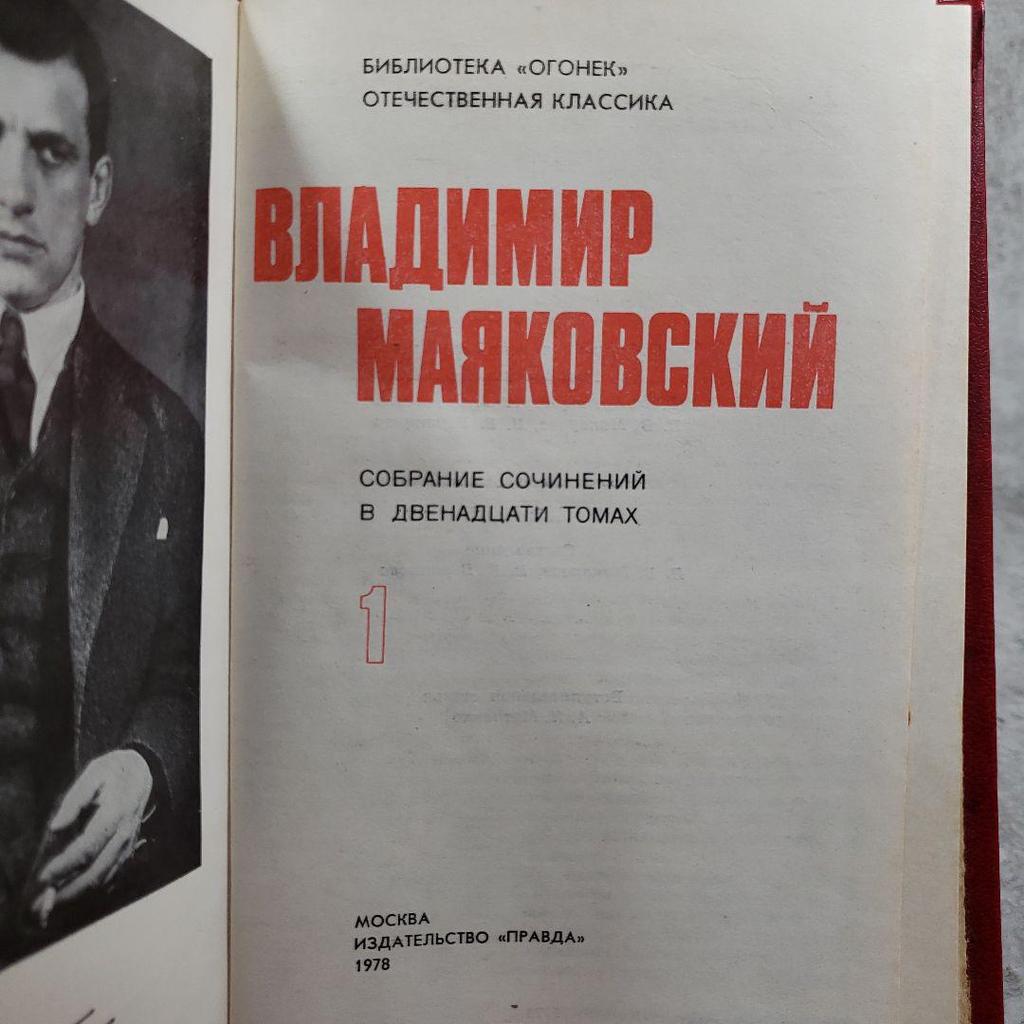 БИБЛИОТЕКА «ОГОНЕК»
ОТЕЧЕСТВЕННАЯ КЛАССИКА
ВЛАДИМИР
МАЯКОВСКИЙ
СОБРАНИЕ СОЧИНЕНИЙ
В ДВЕНАДЦАТИ ТОМАХ
1
МОСКВА
ИЗДАТЕЛЬСТВО «ПРАВДА»
1978